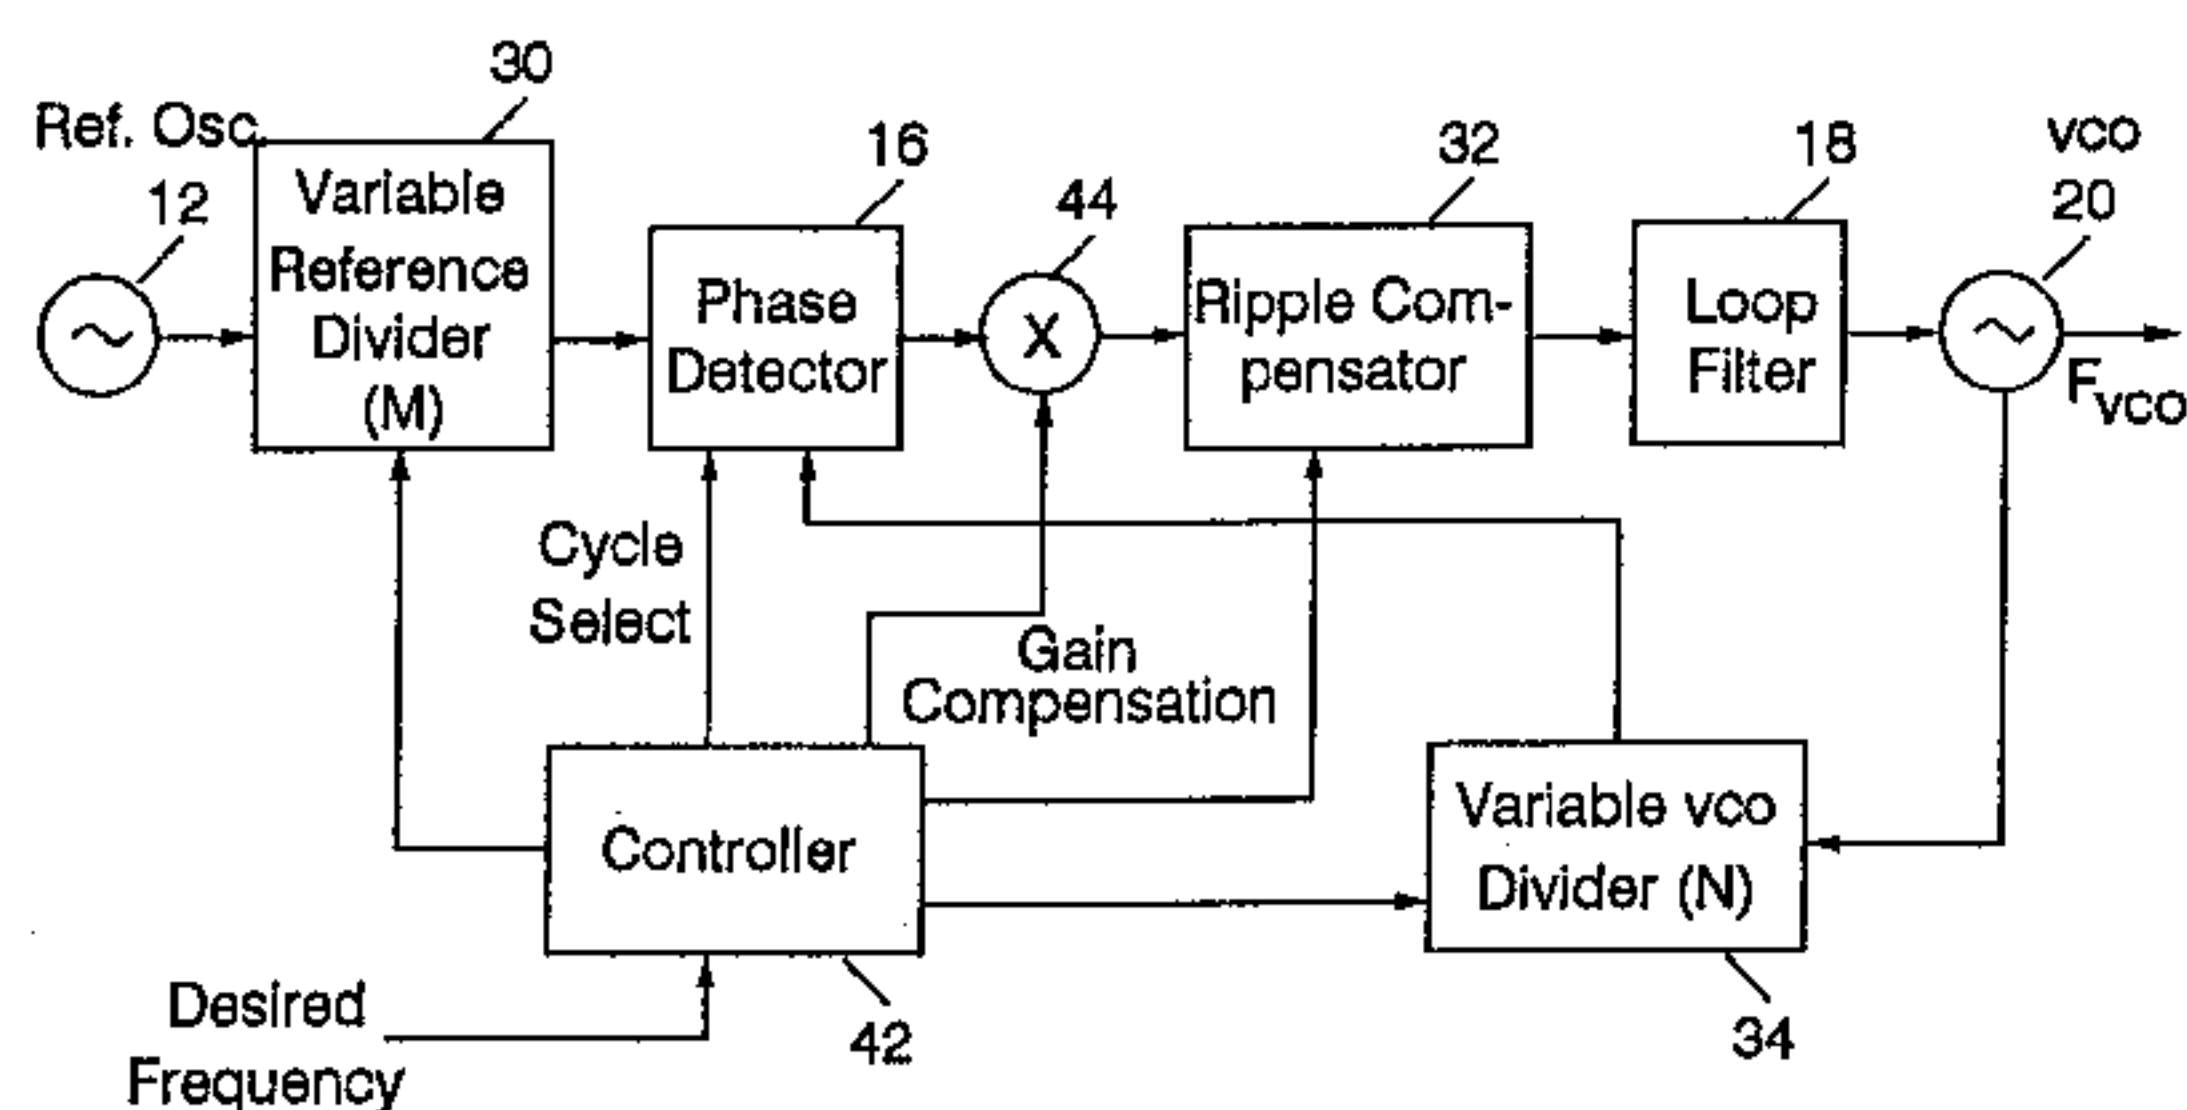 30
Ref. Osc.
12
Variable
Reference
Divider
(M)
16
Phase
Detector
44
X
32
Ripple Com-
pensator
18
Loop
Filter
vco
20
Fvco
Cycle
Select
Gain
Compensation
Controller
42
Variable vco
Divider (N)
34
Desired
Frequency